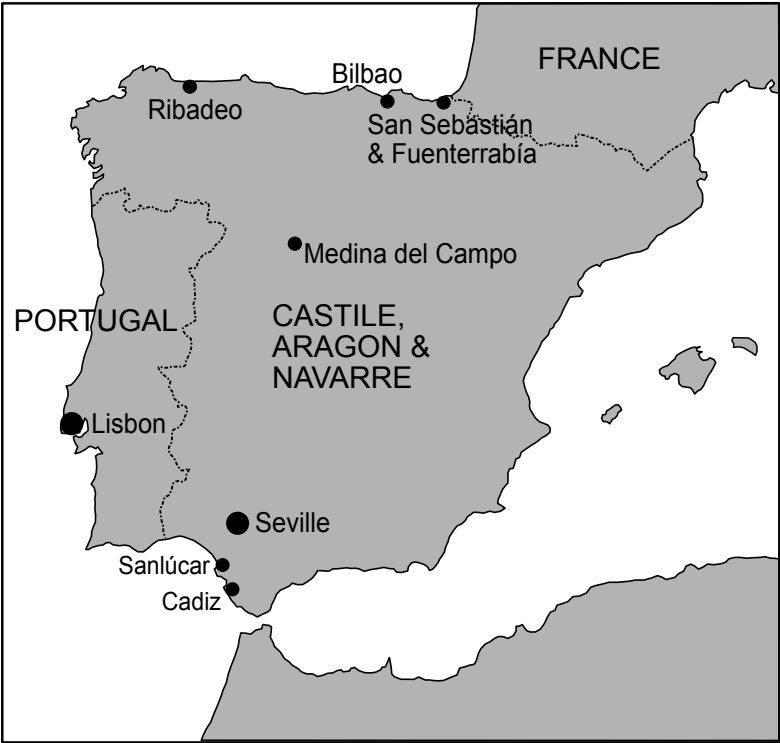 FRANCE
Bilbao
Ribadeo
San Sebastián
& Fuenterrabía
Medina del Campo
PORTUGAL
CASTILE,
ARAGON &
NAVARRE
Lisbon
Seville
Sanlúcar
Cadiz